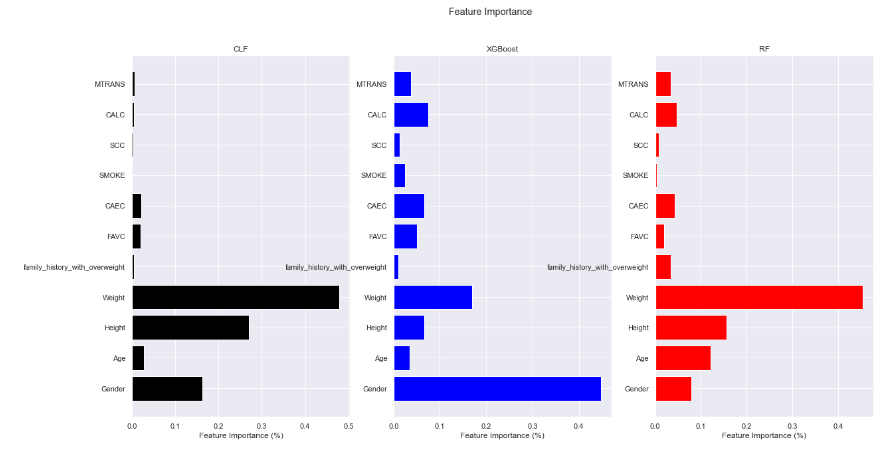 Feature Importance
CLF
MTRANS
CALC
SCC
SMOKE
CAEC
FAVC
family_history_with_overweight
Weight
Height
Age
Gender
0.0 0.1 0.2 0.3 0.4 0.5
Feature Importance (%)
XGBoost
MTRANS
CALC
SCC
SMOKE
CAEC
FAVC
family_history_with_overweight
Weight
Height
Age
Gender
0.0 0.1 0.2 0.3 0.4
Feature Importance (%)
RF
MTRANS
CALC
SCC
SMOKE
CAEC
FAVC
family_history_with_overweight
Weight
Height
Age
Gender
0.0 0.1 0.2 0.3 0.4
Feature Importance (%)